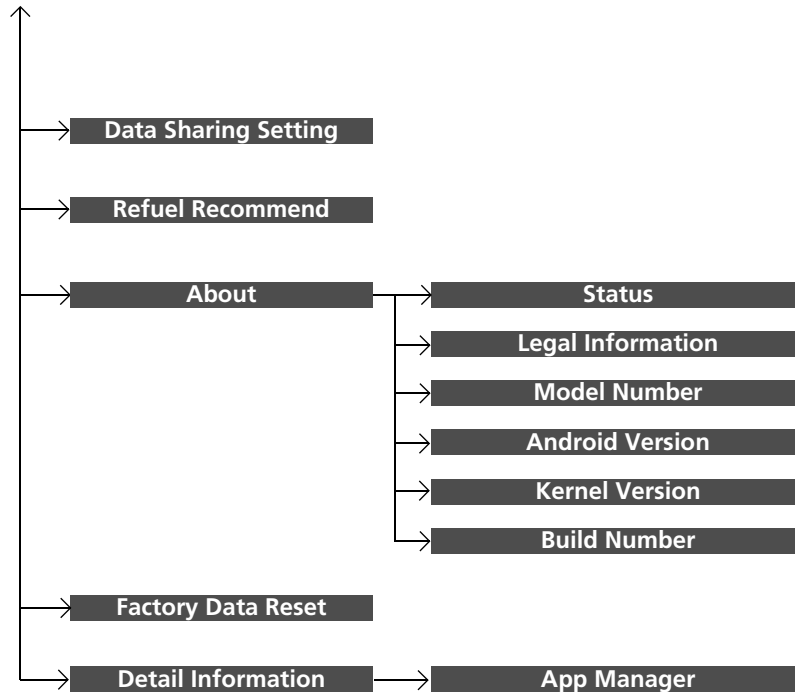 Data Sharing Setting
Refuel Recommend
About
Status
Legal Information
Model Number
Android Version
Kernel Version
Build Number
Factory Data Reset
Detail Information
App Manager